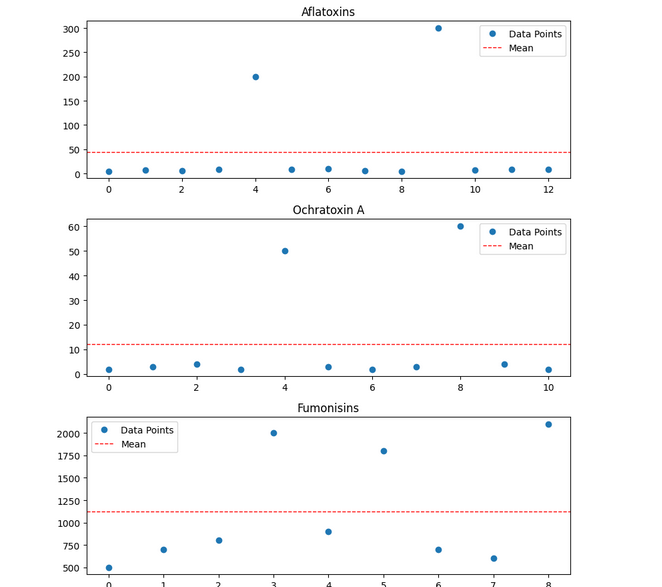 Aflatoxins
300
250
200
150
100
50
0
Data Points
Mean
0 2 4 6 8 10 12
Ochratoxin A
60
50
40
30
20
10
0
Data Points
Mean
0 2 4 6 8 10
Fumonisins
2000
1750
1500
1250
1000
750
500
Data Points
Mean
0 1 2 3 4 5 6 7 8